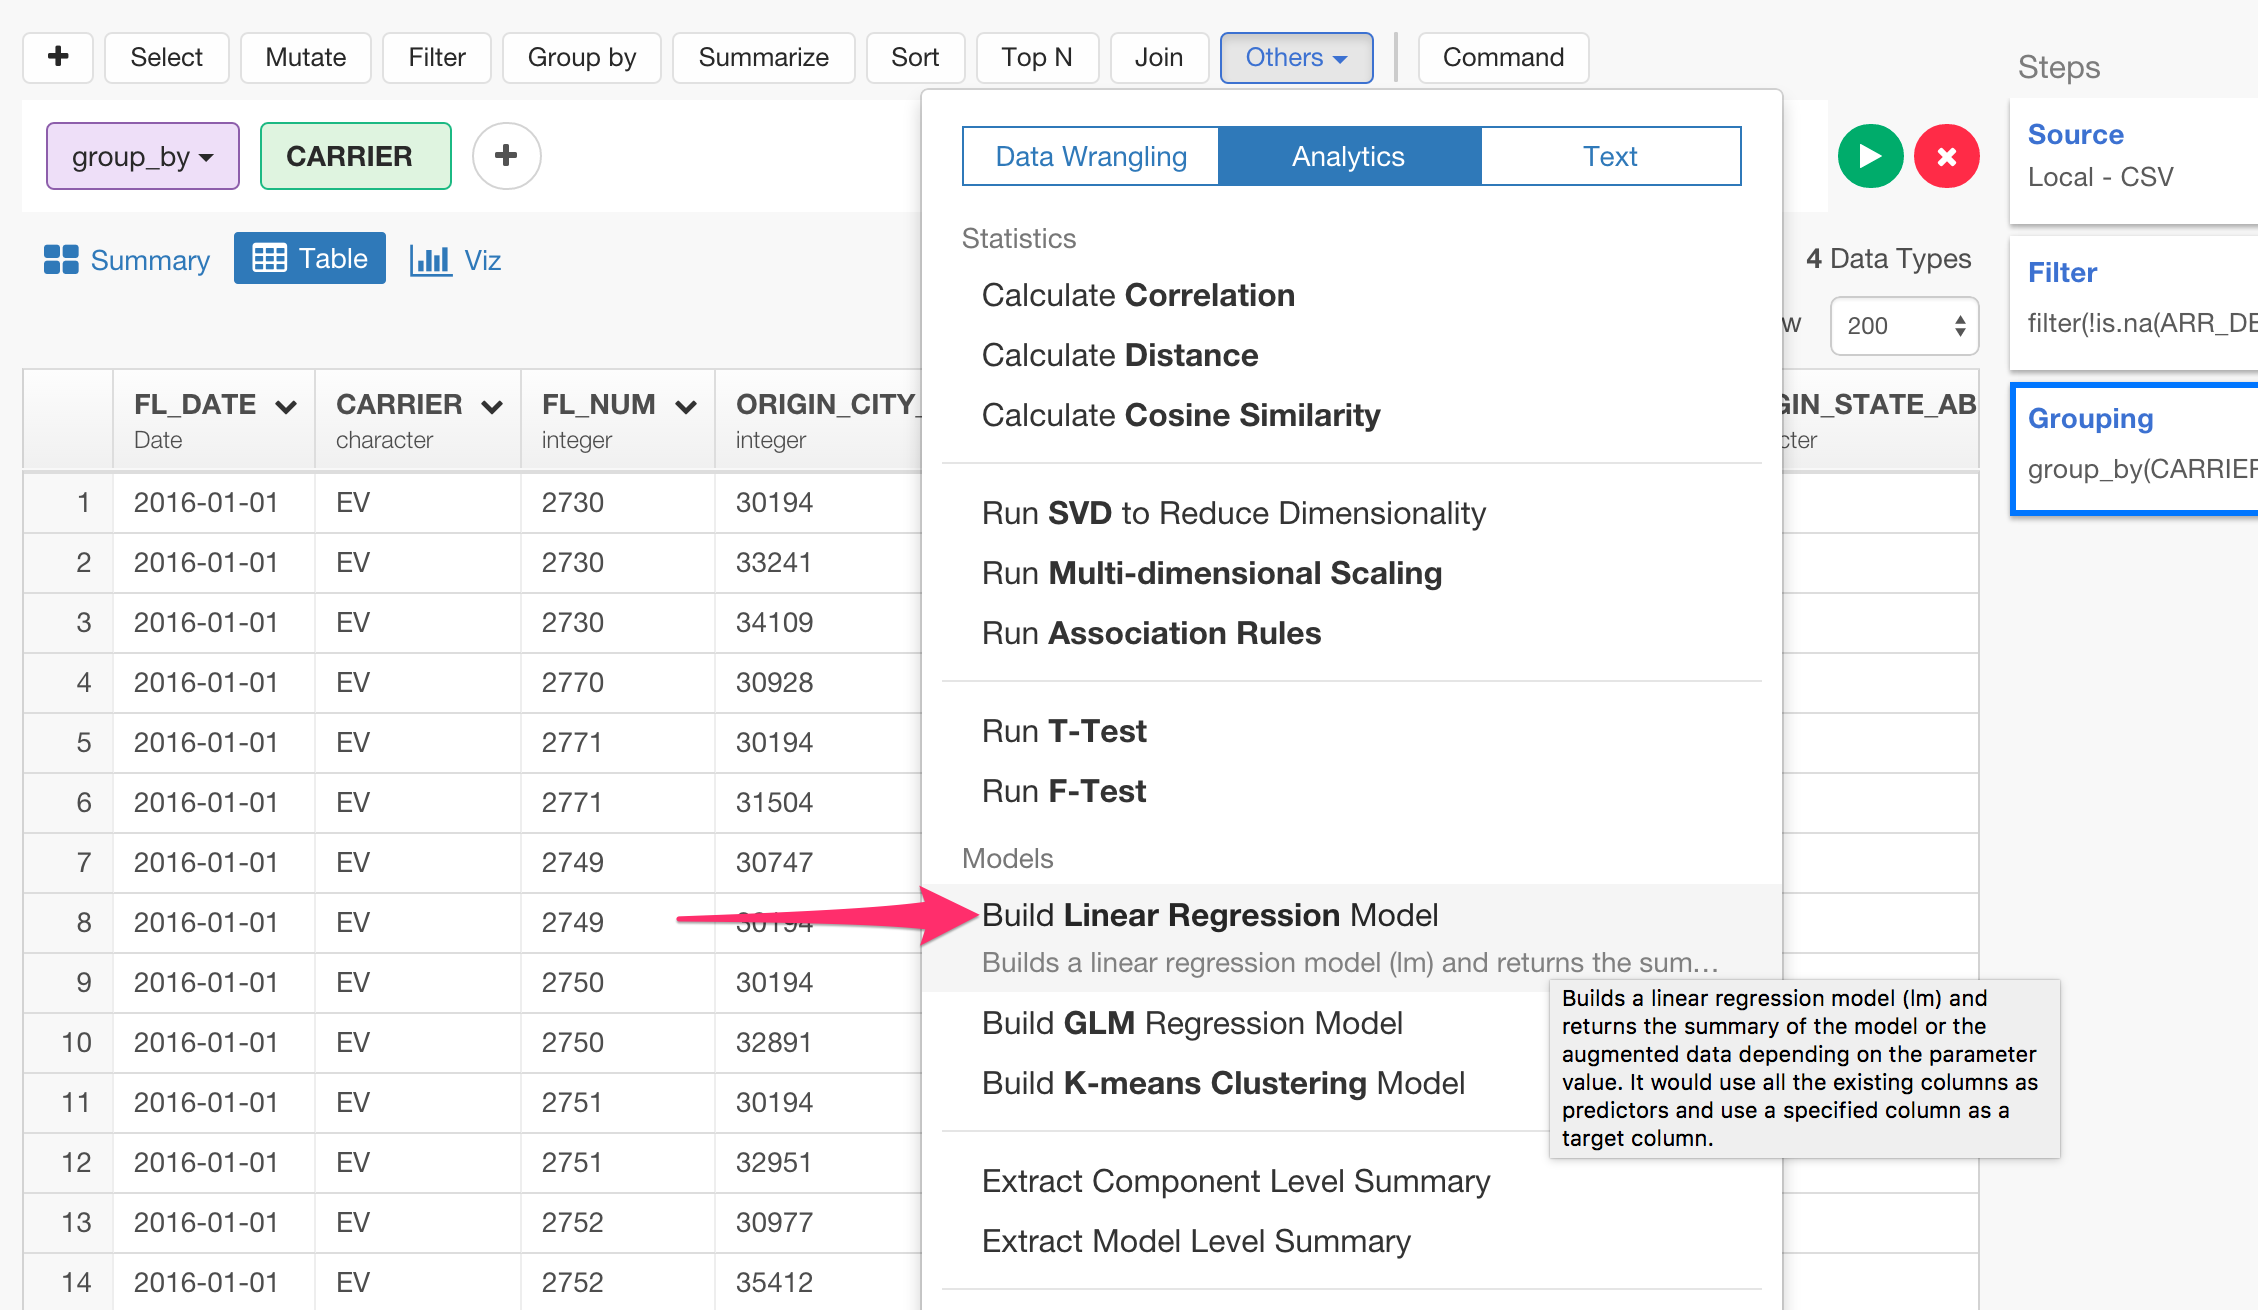 + Select Mutate Filter Group by Summarize Sort Top N Join Others Command
Steps
group_by CARRIER +
Source
Local - CSV
Summary Table Viz
4 Data Types
200
Filter
filter(!is.na(ARR_DE
Grouping
group_by(CARRIER
Data Wrangling Analytics Text
Statistics
Calculate Correlation
Calculate Distance
Calculate Cosine Similarity
Run SVD to Reduce Dimensionality
Run Multi-dimensional Scaling
Run Association Rules
Run T-Test
Run F-Test
Models
Build Linear Regression Model
Builds a linear regression model (lm) and returns the sum...
Build GLM Regression Model
Build K-means Clustering Model
Extract Component Level Summary
Extract Model Level Summary
Builds a linear regression model (lm) and
returns the summary of the model or the
augmented data depending on the parameter
value. It would use all the existing columns as
predictors and use a specified column as a
target column.
FL_DATE CARRIER FL_NUM ORIGIN_CITY_ GIN_STATE_AB
Date character integer integer cter
1 2016-01-01 EV 2730 30194
2 2016-01-01 EV 2730 33241
3 2016-01-01 EV 2730 34109
4 2016-01-01 EV 2770 30928
5 2016-01-01 EV 2771 30194
6 2016-01-01 EV 2771 31504
7 2016-01-01 EV 2749 30747
8 2016-01-01 EV 2749 30194
9 2016-01-01 EV 2750 30194
10 2016-01-01 EV 2750 32891
11 2016-01-01 EV 2751 30194
12 2016-01-01 EV 2751 32951
13 2016-01-01 EV 2752 30977
14 2016-01-01 EV 2752 35412